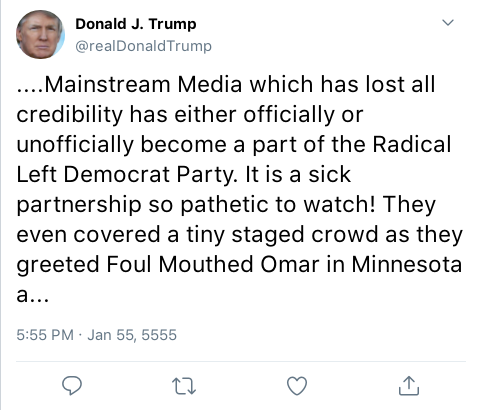 Donald J. Trump
@realDonaldTrump
....Mainstream Media which has lost all
credibility has either officially or
unofficially become a part of the Radical
Left Democrat Party. It is a sick
partnership so pathetic to watch! They
even covered a tiny staged crowd as they
greeted Foul Mouthed Omar in Minnesota
a...
5:55 PM · Jan 55, 5555